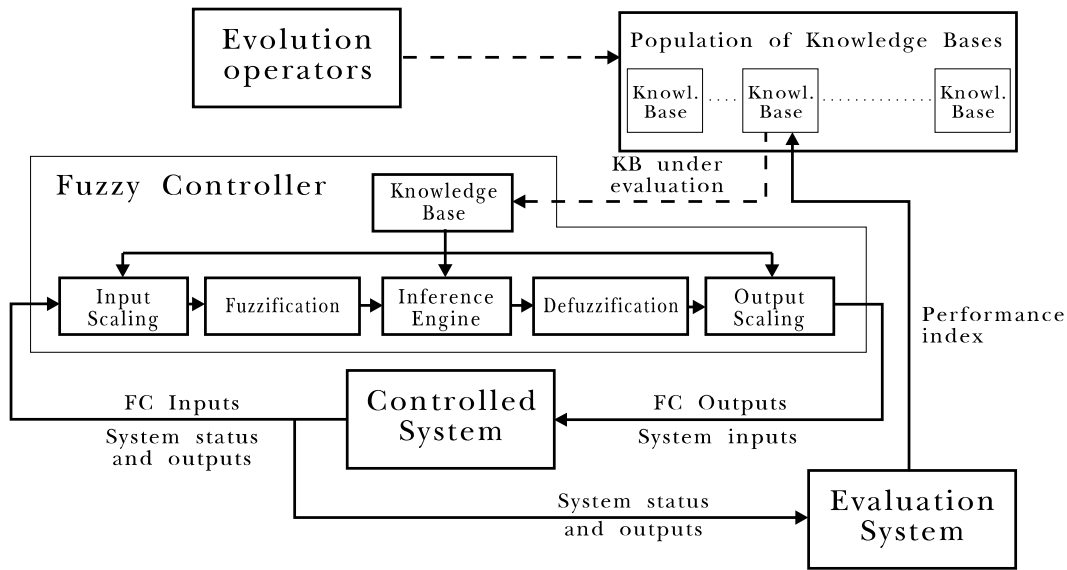 Evolution
operators
Population of Knowledge Bases
Knowl.
Base
Knowl.
Base
Knowl.
Base
KB under
evaluation
Fuzzy Controller
Knowledge
Base
Input
Scaling
Fuzzification
Inference
Engine
Defuzzification
Output
Scaling
Performance
index
FC Inputs
System status
and outputs
Controlled
System
FC Outputs
System inputs
System status
and outputs
Evaluation
System